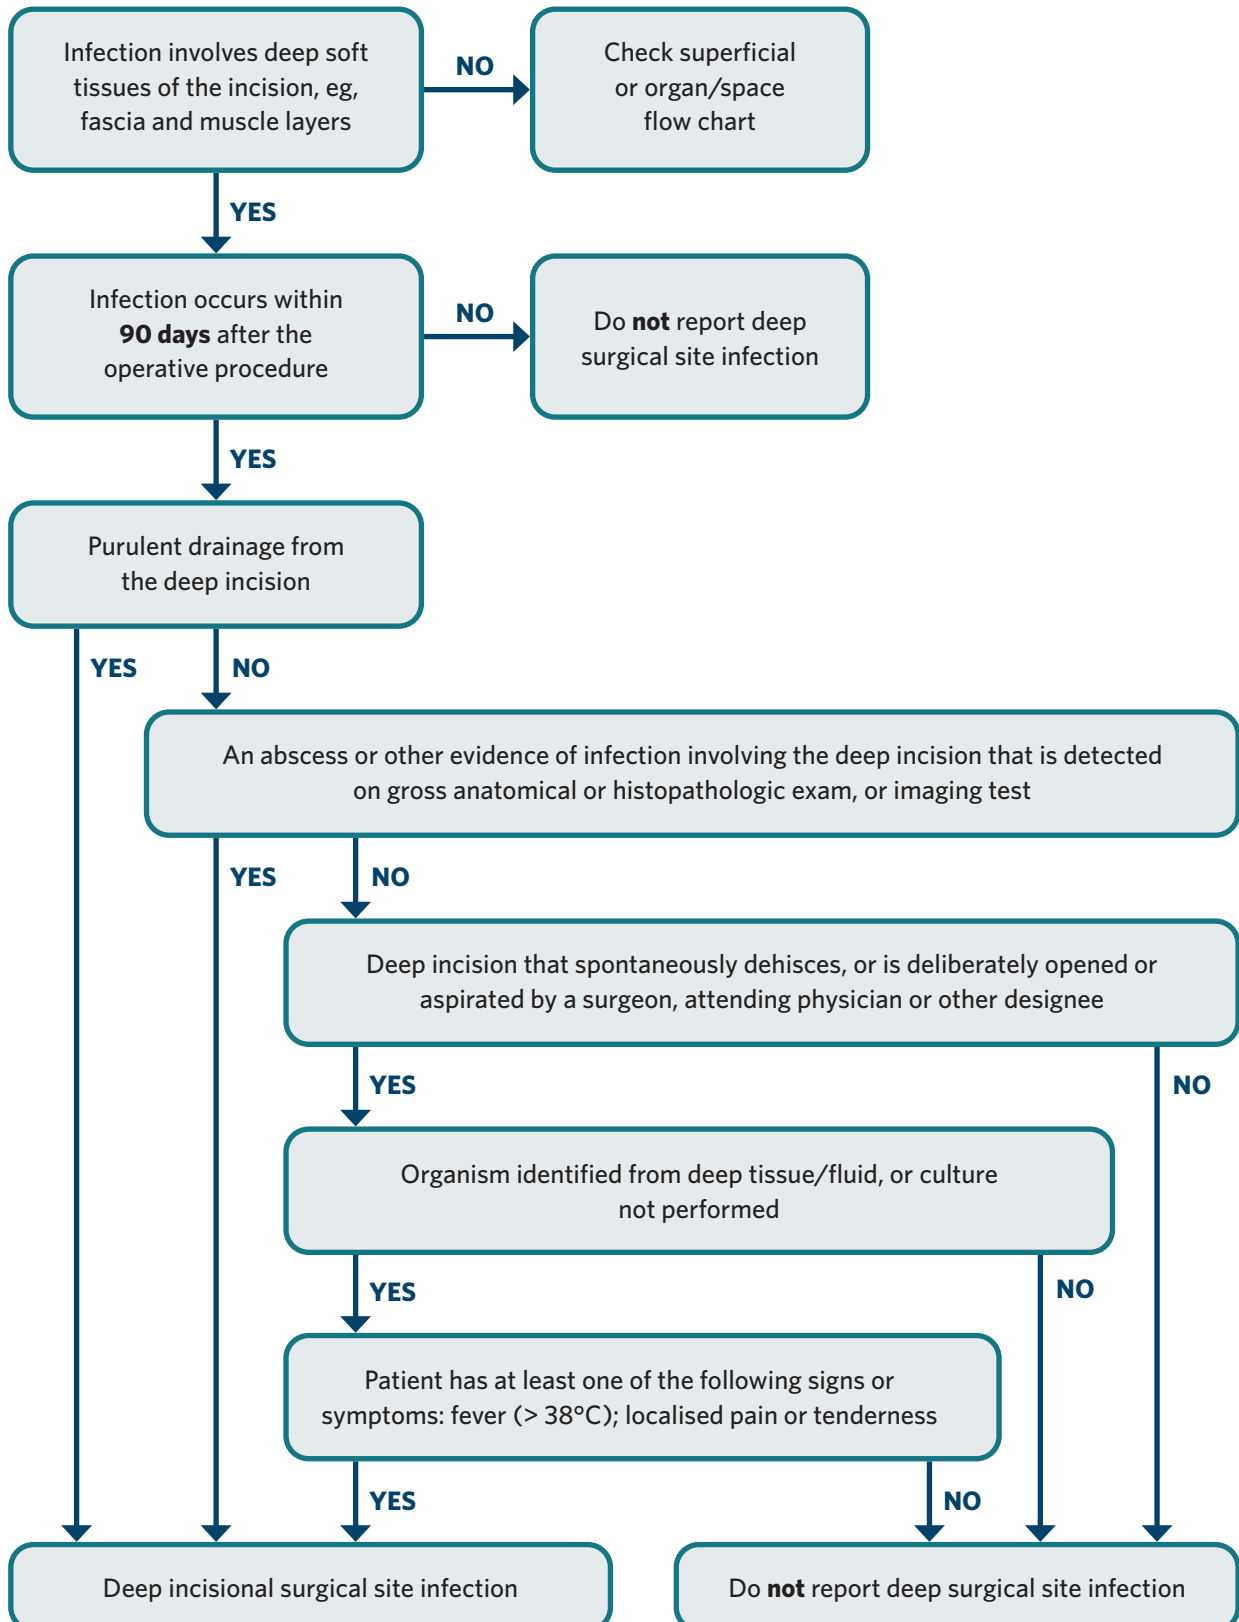 Infection involves deep soft
tissues of the incision, eg,
fascia and muscle layers
NO
Check superficial
or organ/space
flow chart
YES
Infection occurs within
90 days after the
operative procedure
NO
Do not report deep
surgical site infection
YES
Purulent drainage from
the deep incision
YES
NO
An abscess or other evidence of infection involving the deep incision that is detected
on gross anatomical or histopathologic exam, or imaging test
YES
NO
Deep incision that spontaneously dehisces, or is deliberately opened or
aspirated by a surgeon, attending physician or other designee
YES
NO
Organism identified from deep tissue/fluid, or culture
not performed
YES
NO
Patient has at least one of the following signs or
symptoms: fever (> 38°C); localised pain or tenderness
YES
NO
Deep incisional surgical site infection
Do not report deep surgical site infection